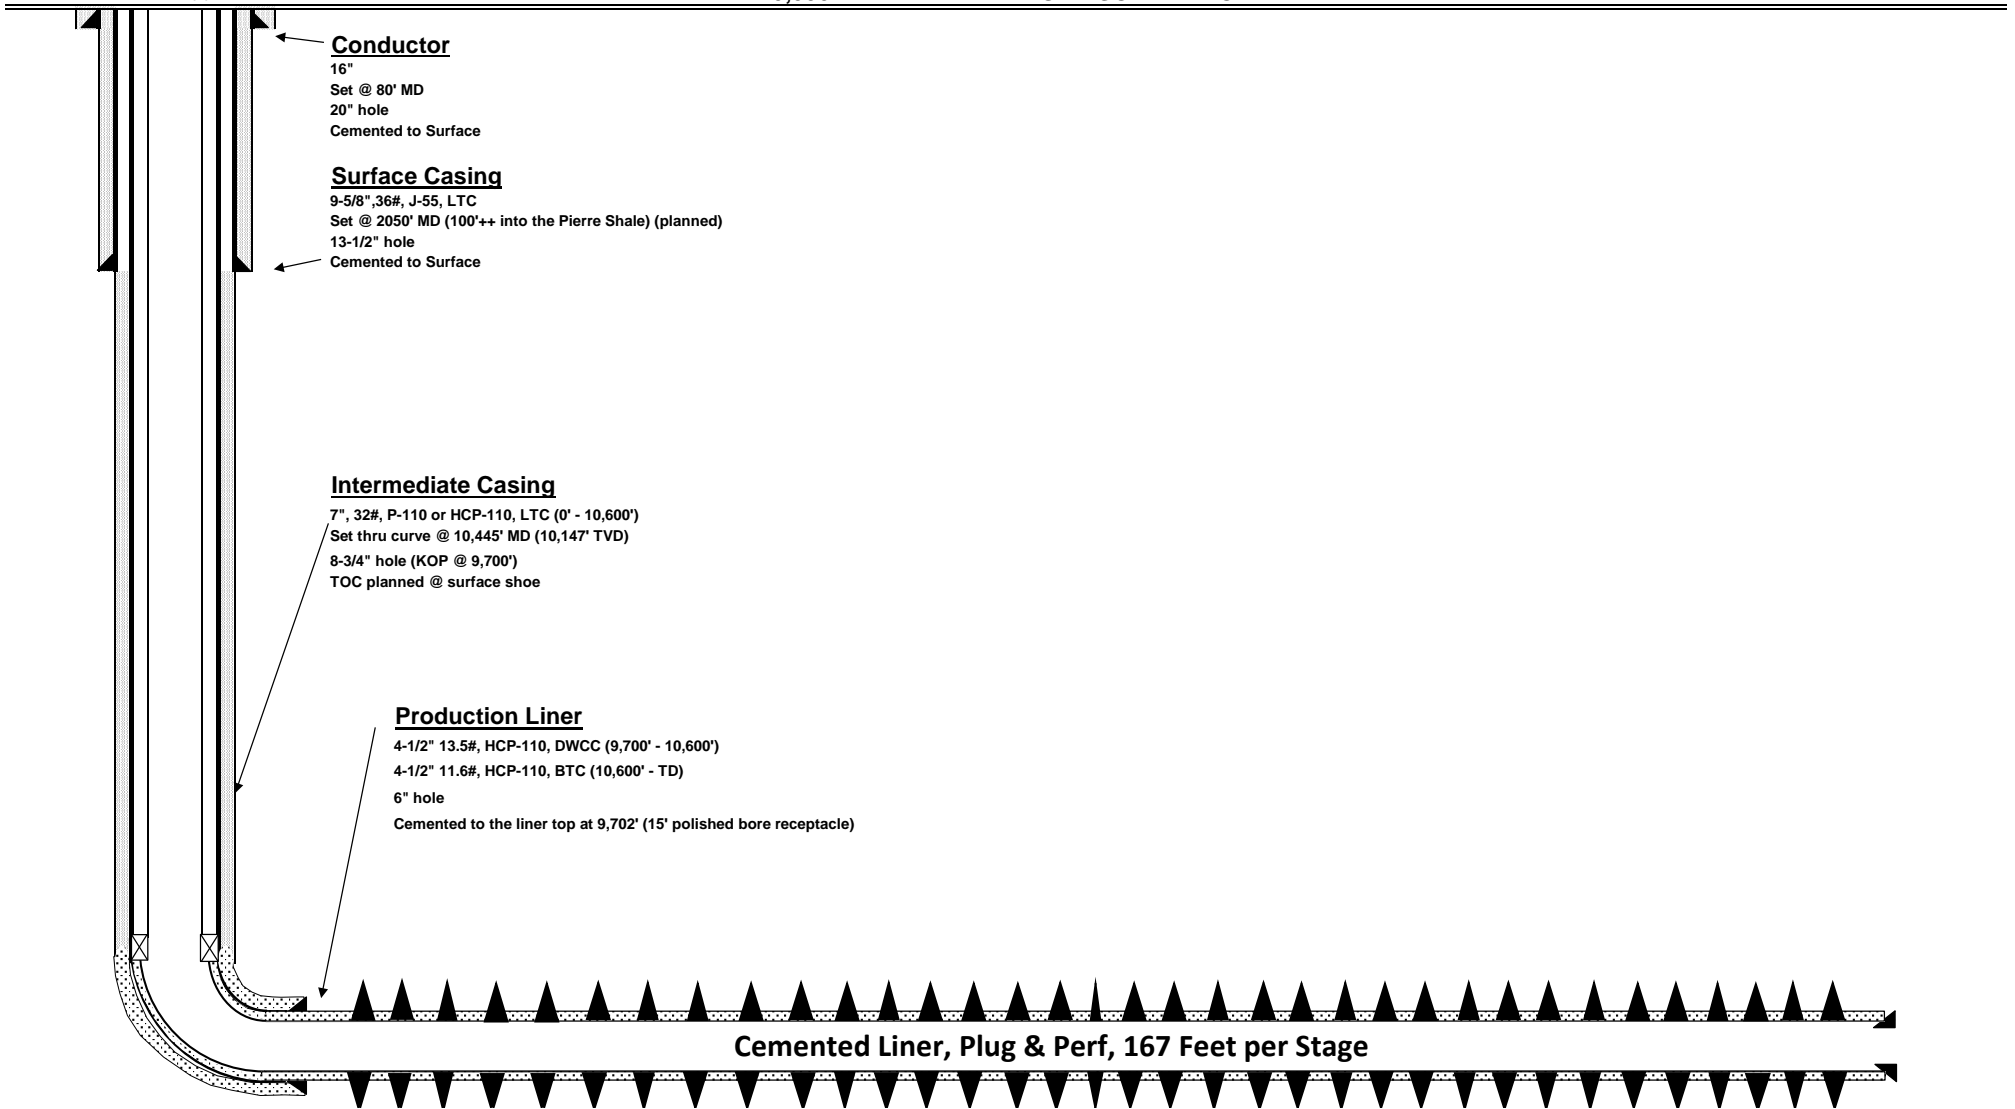 Conductor
16"
Set @ 80' MD
20" hole
Cemented to Surface
Surface Casing
9-5/8",36#, J-55, LTC
Set @ 2050' MD (100'++ into the Pierre Shale) (planned)
13-1/2" hole
Cemented to Surface
Intermediate Casing
7", 32#, P-110 or HCP-110, LTC (0' - 10,600')
Set thru curve @ 10,445' MD (10,147' TVD)
8-3/4" hole (KOP @ 9,700')
TOC planned @ surface shoe
Production Liner
4-1/2" 13.5#, HCP-110, DWCC (9,700' - 10,600')
4-1/2" 11.6#, HCP-110, BTC (10,600' - TD)
6" hole
Cemented to the liner top at 9,702' (15' polished bore receptacle)
Cemented Liner, Plug & Perf, 167 Feet per Stage